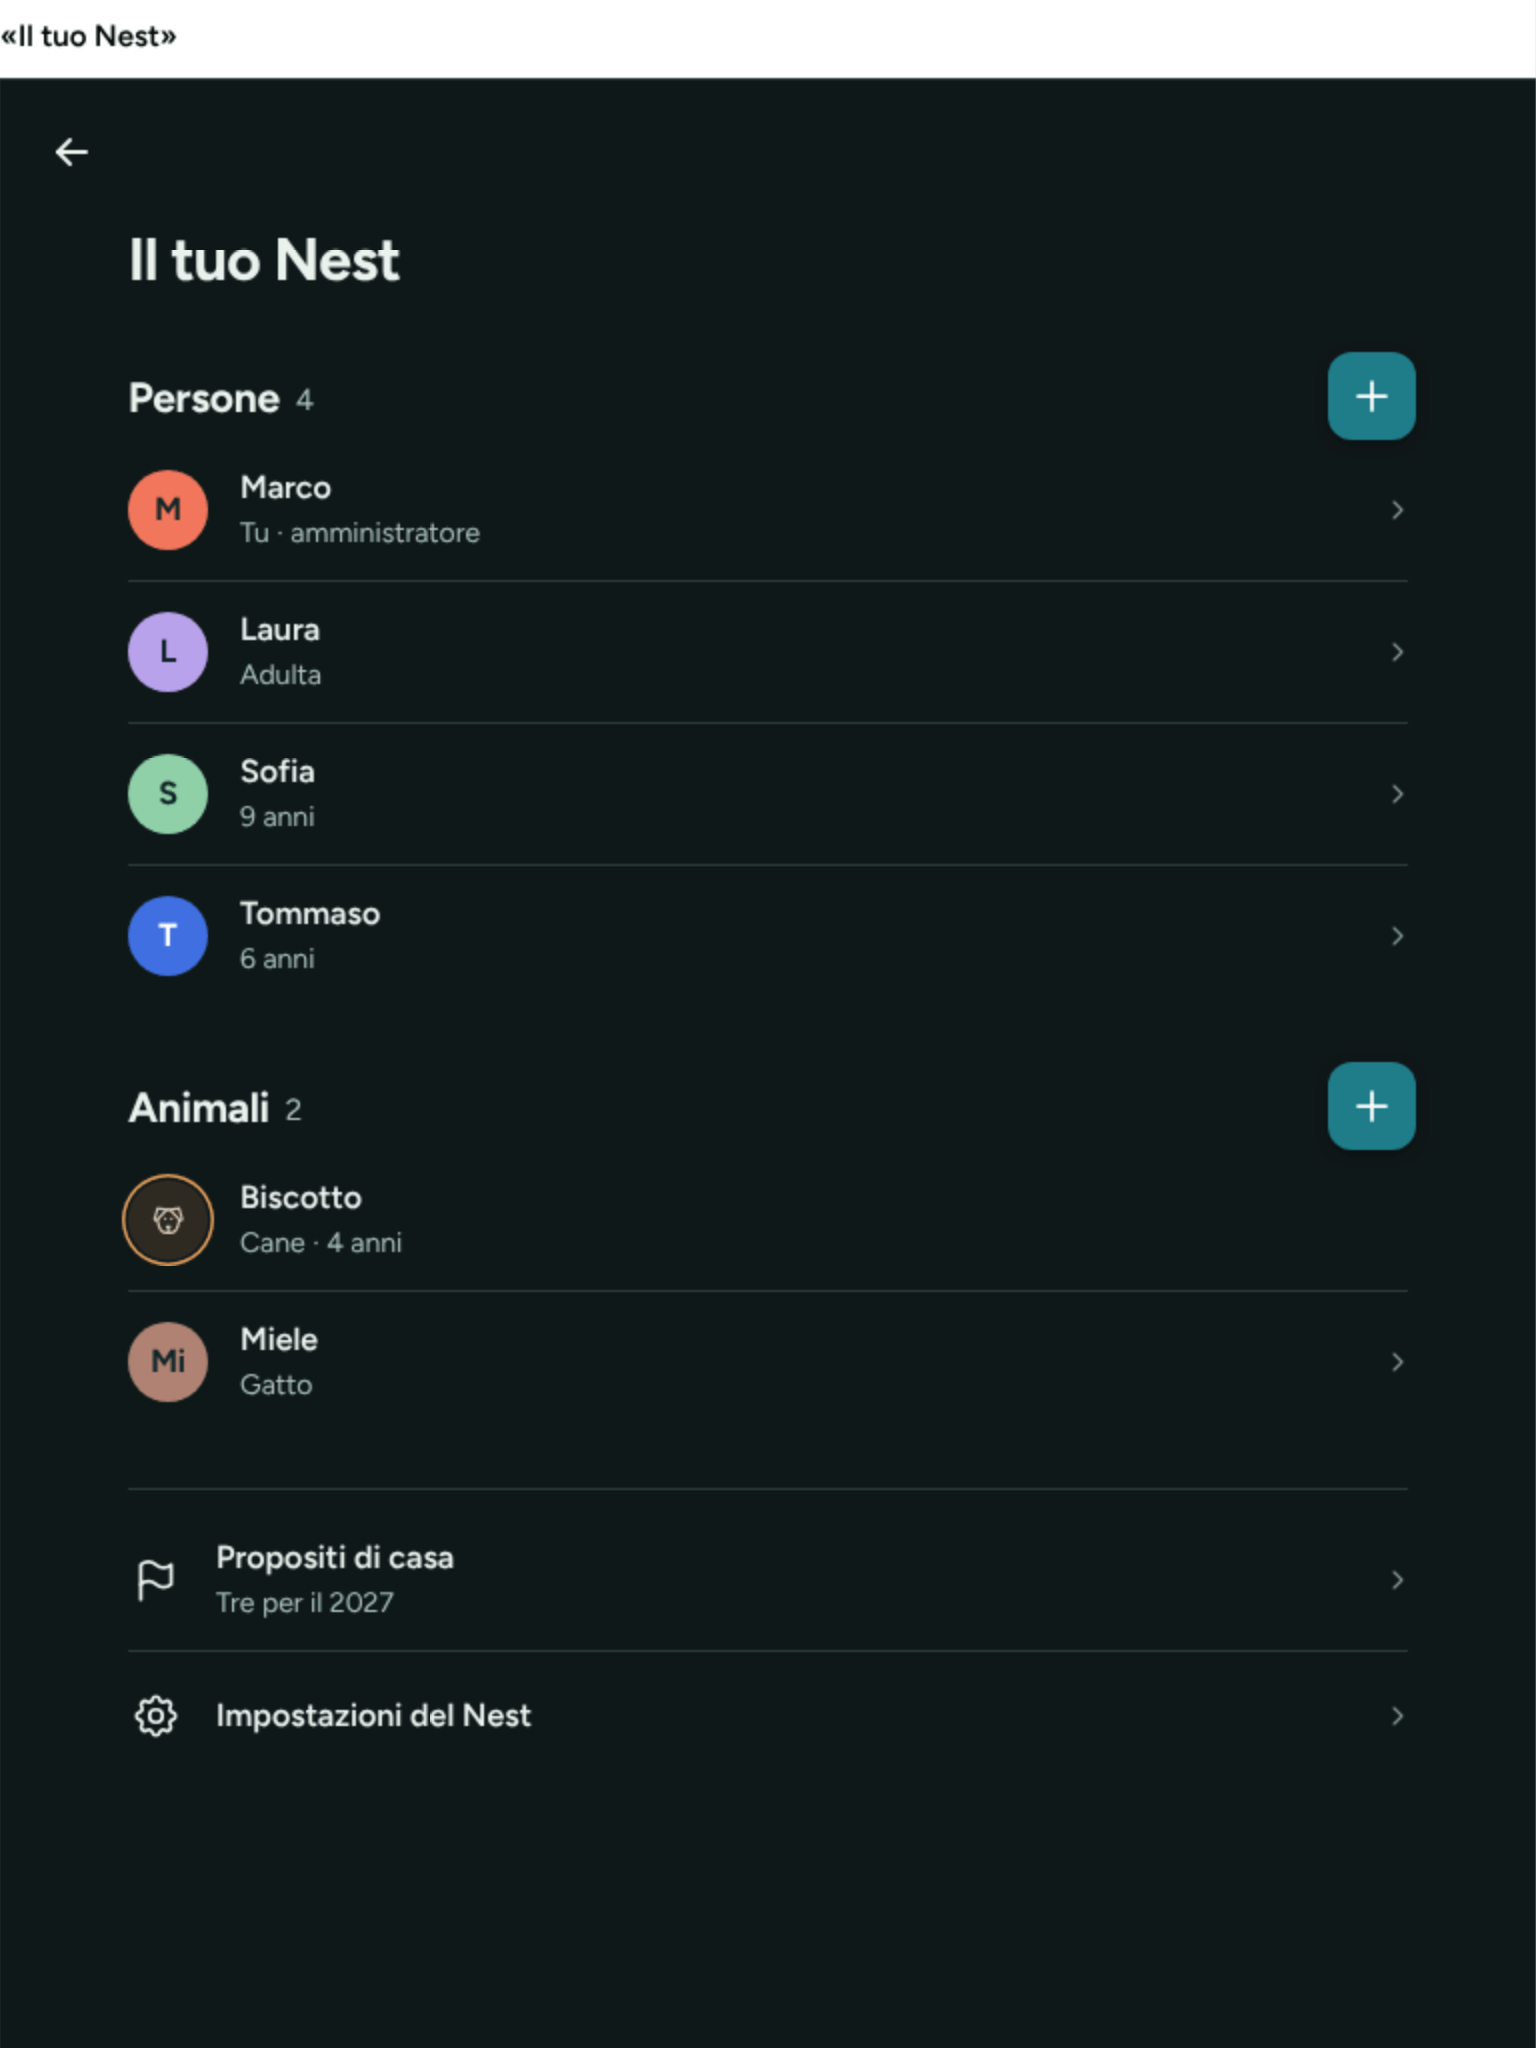 «Il tuo Nest»
Il tuo Nest
Persone 4
M
Marco
Tu · amministratore
L
Laura
Adulta
S
Sofia
9 anni
T
Tommaso
6 anni
Animali 2
Biscotto
Cane · 4 anni
Mi
Miele
Gatto
Propositi di casa
Tre per il 2027
Impostazioni del Nest